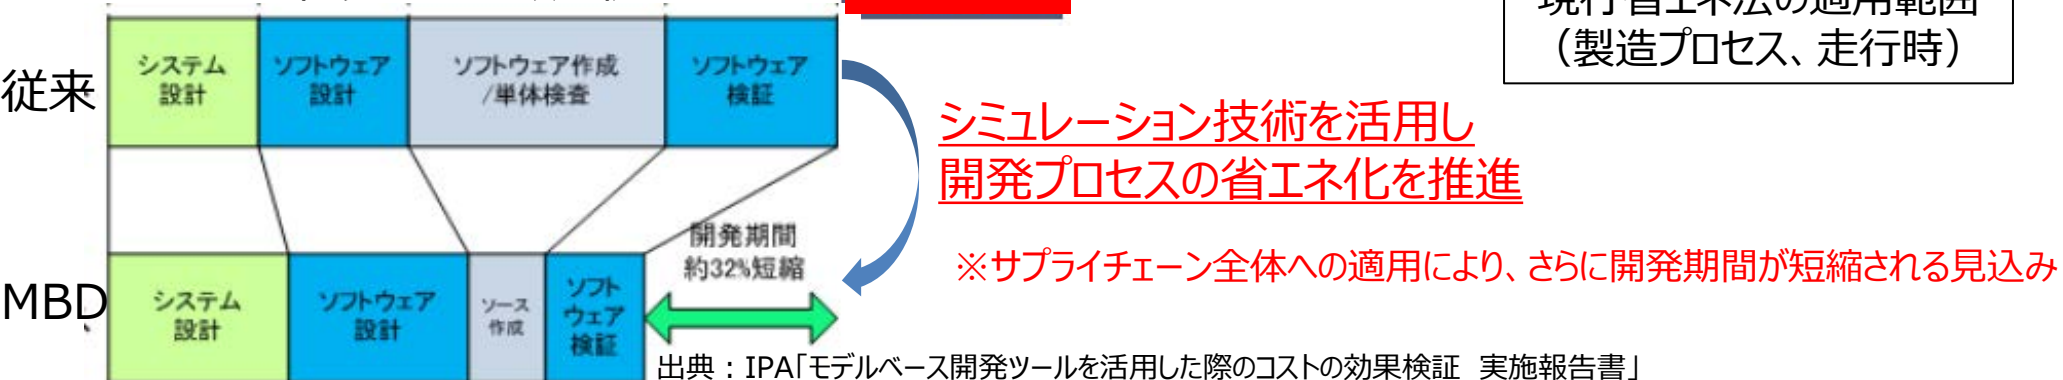 現行省エネ法の適用範囲
（製造プロセス、走行時）
従来
システム
設計
ソフトウェア
設計
ソフトウェア作成
/単体検査
ソフトウェア
検証
シミュレーション技術を活用し
開発プロセスの省エネ化を推進
開発期間
約32%短縮
※サプライチェーン全体への適用により、さらに開発期間が短縮される見込み
MBD
システム
設計
ソフトウェア
設計
ソース
作成
ソフト
ウェア
検証
出典：IPA「モデルベース開発ツールを活用した際のコストの効果検証　実施報告書」